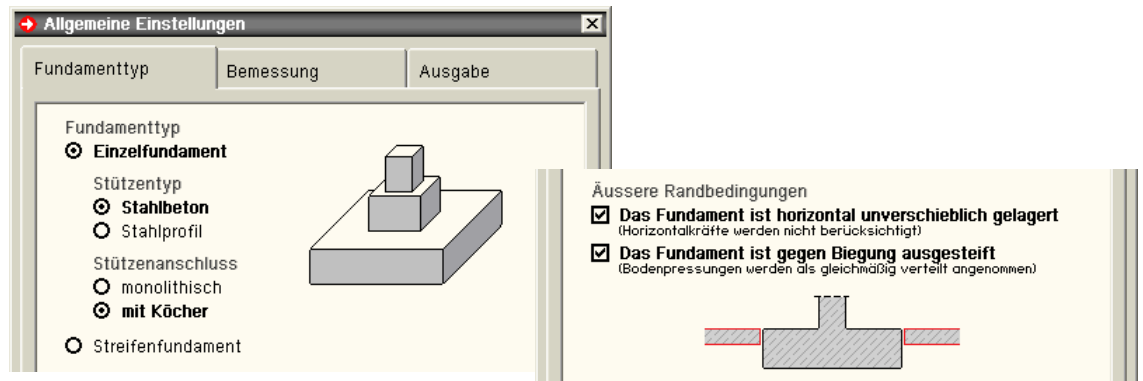 Allgemeine Einstellungen
Fundamenttyp
Bemessung
Ausgabe
Fundamenttyp
Einzelfundament
Stützentyp
Stahlbeton
Stahlprofil
Stützenanschluss
monolithisch
mit Köcher
Streifenfundament
Äussere Randbedingungen
Das Fundament ist horizontal unverschieblich gelagert
(Horizontalkräfte werden nicht berücksichtigt)
Das Fundament ist gegen Biegung ausgesteift
(Bodenpressungen werden als gleichmäßig verteilt angenommen)